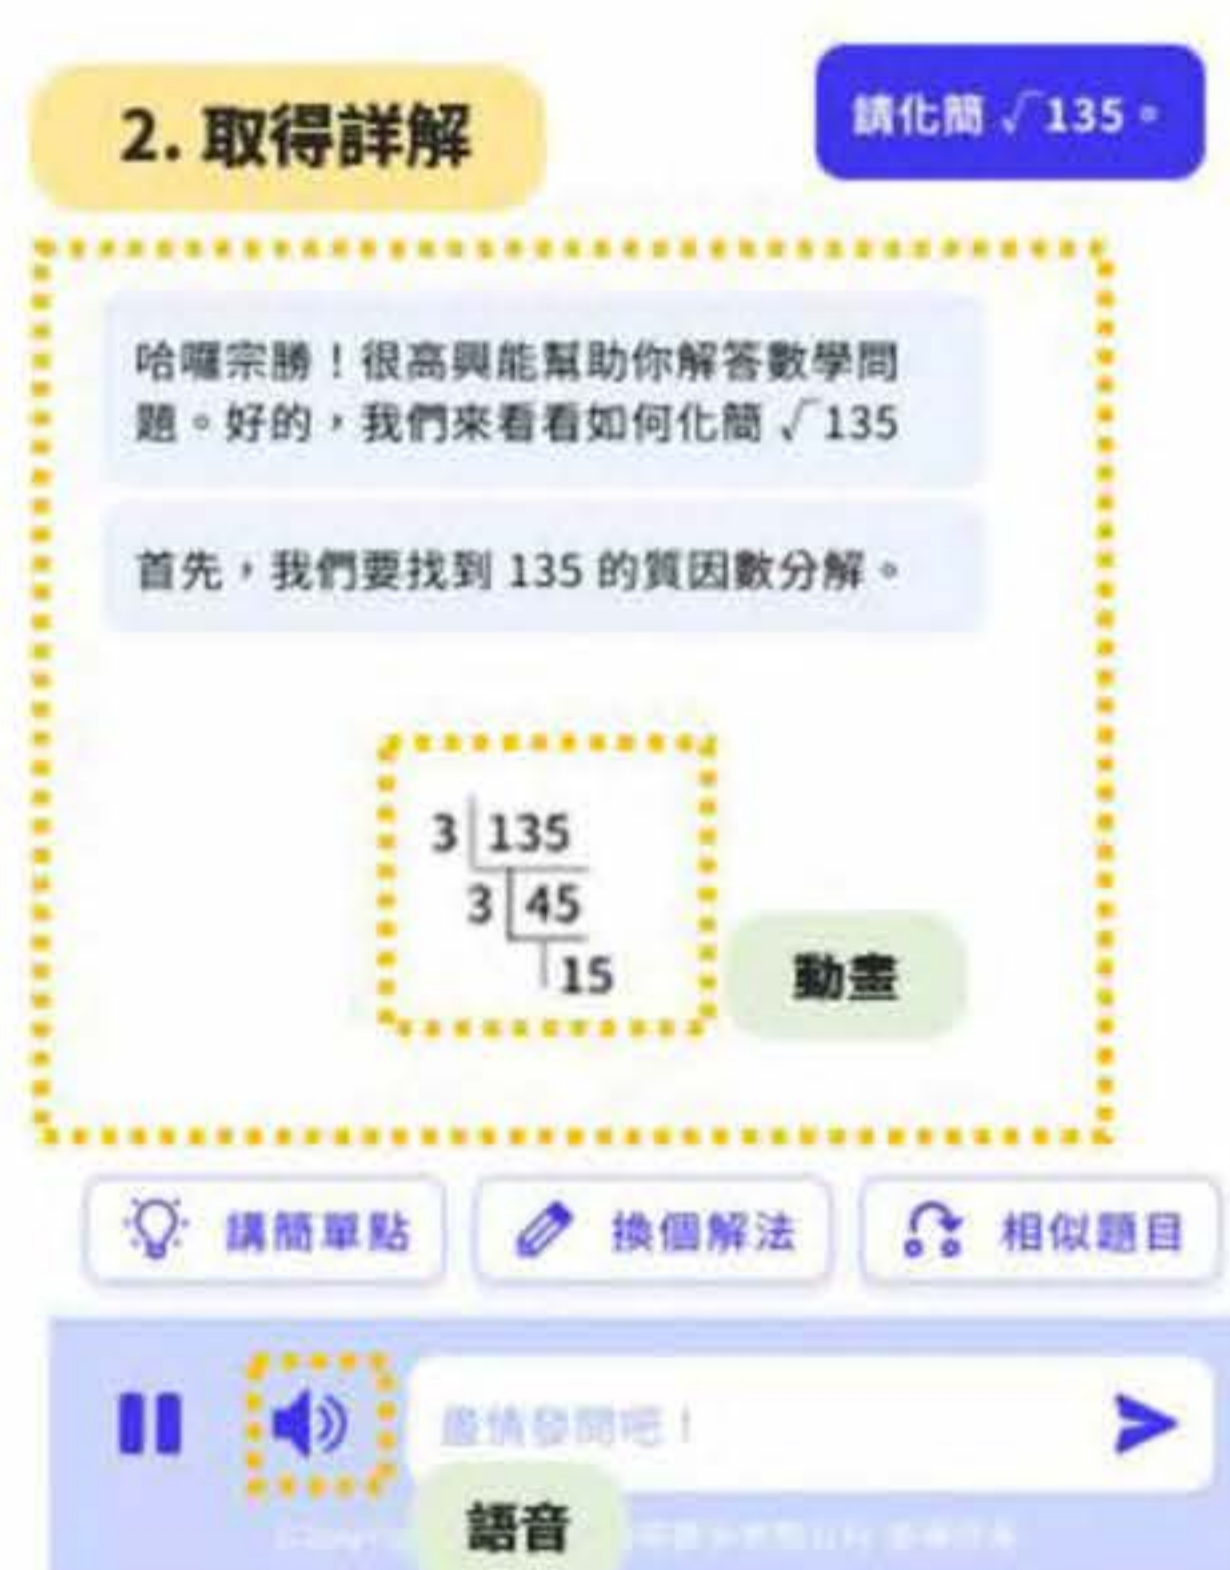 2. 取得詳解
請化簡 √135。
哈囉宗勝！很高興能幫助你解答數學問
題。好的，我們來看看如何化簡 √135
首先，我們要找到 135 的質因數分解。
3 135
3 45
15
動畫
講簡單點
換個解法
相似題目
盡情發問吧！
語音